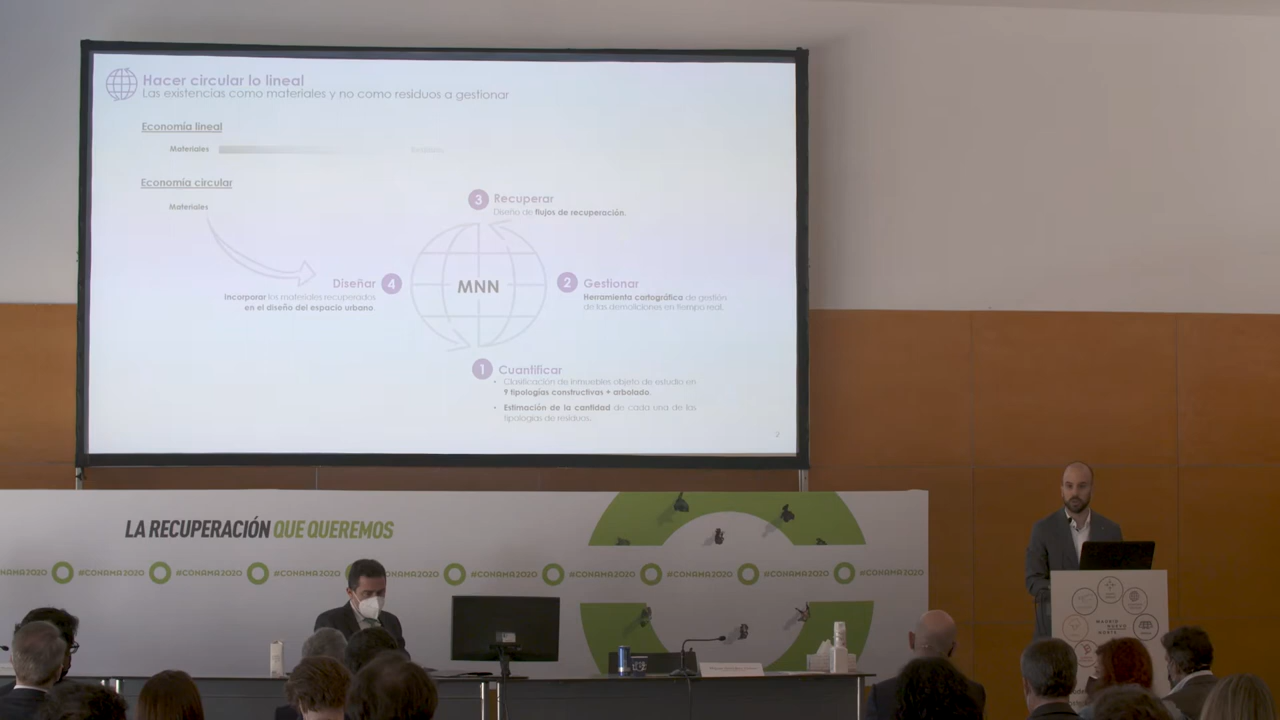 Hacer circular lo lineal
Las existencias como materiales y no como residuos a gestionar
Economía lineal
Materiales
Economía circular
Materiales
3 Recuperar
Diseño de flujos de recuperación.
Diseñar 4
Incorporar los materiales recuperados
en el diseño del espacio urbano
MNN
2 Gestionar
Herramienta cartográfica de gestión
de las demoliciones en tiempo real.
1 Cuantificar
• Clasificación de inmuebles objeto de estudio en
9 tipologías constructivas + arbolado.
• Estimación de la cantidad de cada una de las
tipologías de residuos.
LA RECUPERACIÓN QUE QUEREMOS
#CONAMA2020 #CONAMA2020 #CONAMA2020 #CONAMA2020 #CONAMA2020 #CONAMA2020 #CONAMA2020 #CONAMA2020
MADRID
NUEVO
NORTE